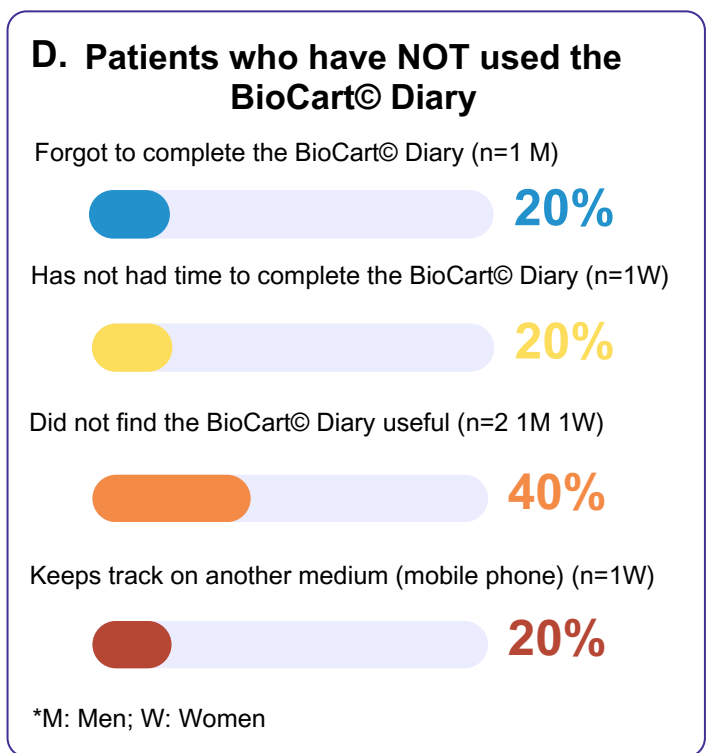 D. Patients who have NOT used the
BioCart© Diary
Forgot to complete the BioCart© Diary (n=1 M)
20%
Has not had time to complete the BioCart© Diary (n=1W)
20%
Did not find the BioCart© Diary useful (n=2 1M 1W)
40%
Keeps track on another medium (mobile phone) (n=1W)
20%
*M: Men; W: Women